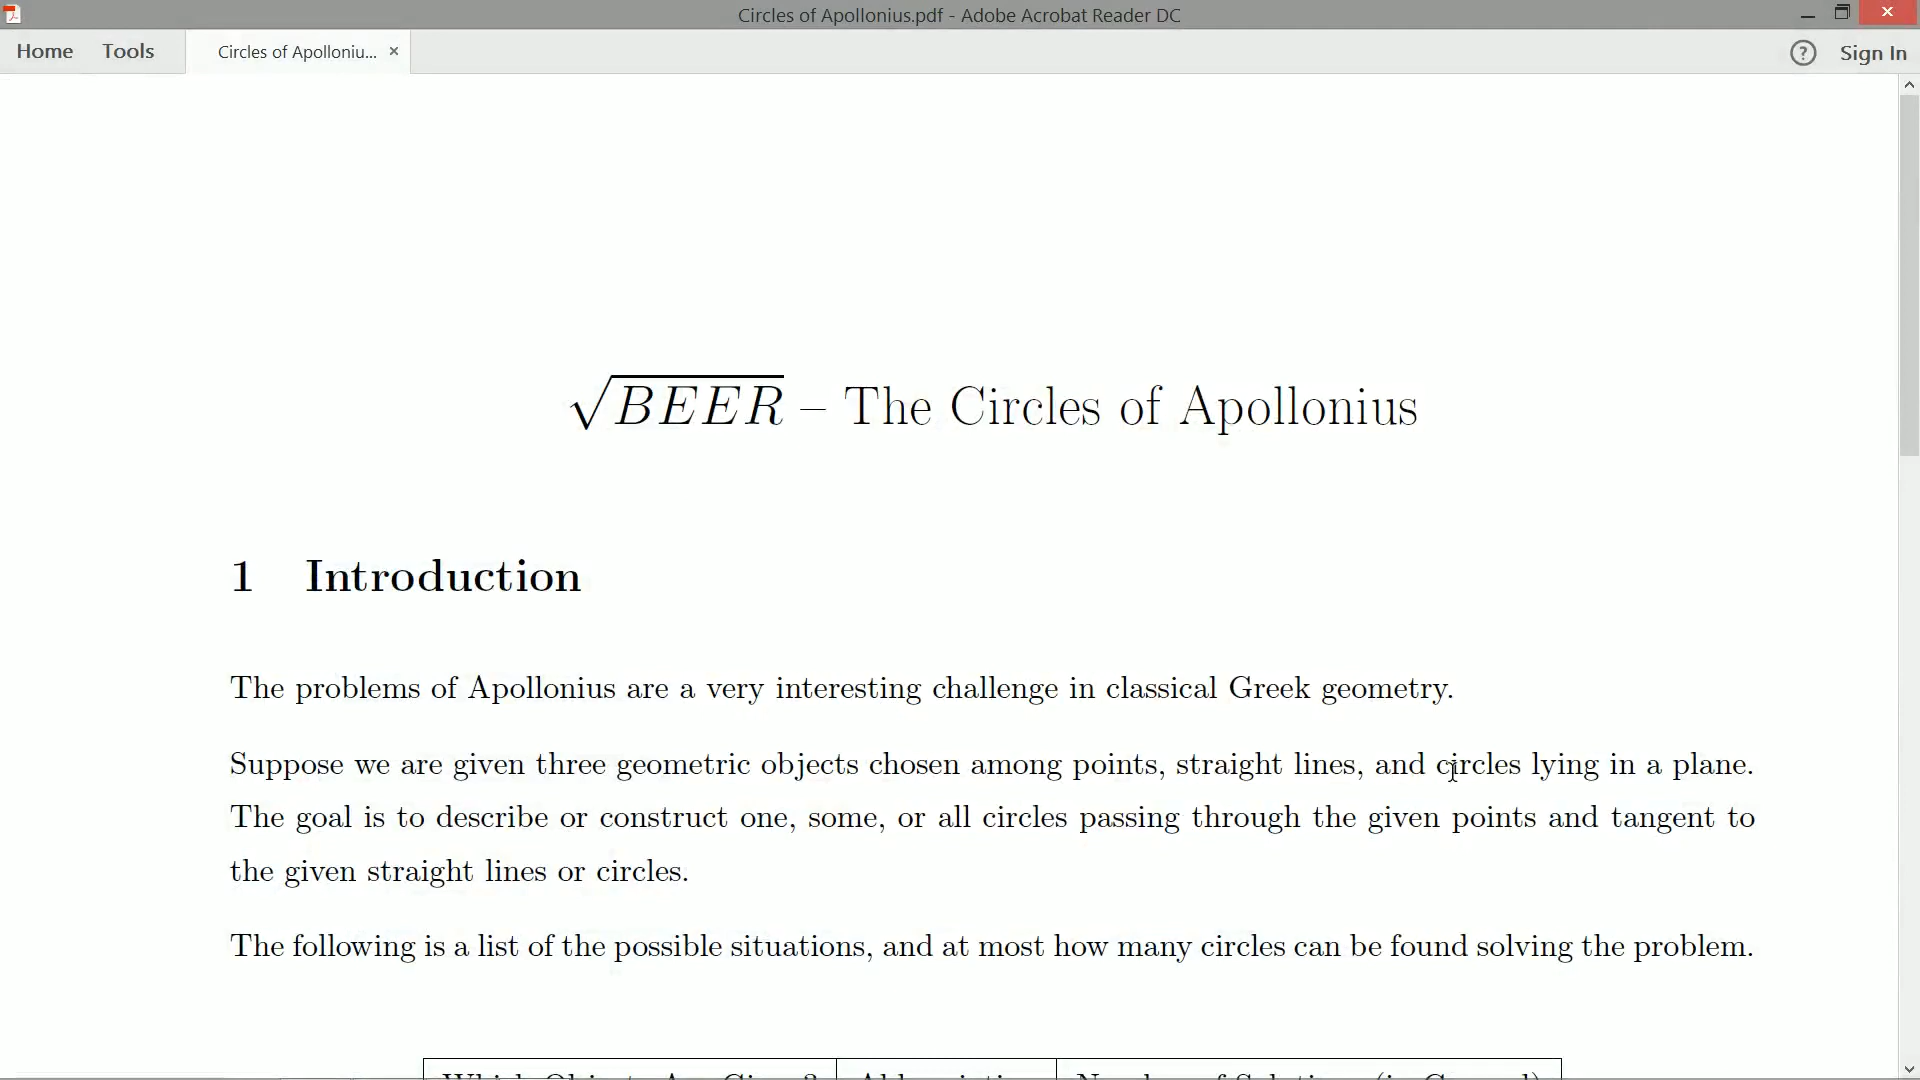 Circles of Apollonius.pdf - Adobe Acrobat Reader DC
Home Tools Circles of Apolloniu... × ? Sign In
√BEER – The Circles of Apollonius
1 Introduction
The problems of Apollonius are a very interesting challenge in classical Greek geometry.
Suppose we are given three geometric objects chosen among points, straight lines, and circles lying in a plane.
The goal is to describe or construct one, some, or all circles passing through the given points and tangent to
the given straight lines or circles.
The following is a list of the possible situations, and at most how many circles can be found solving the problem.